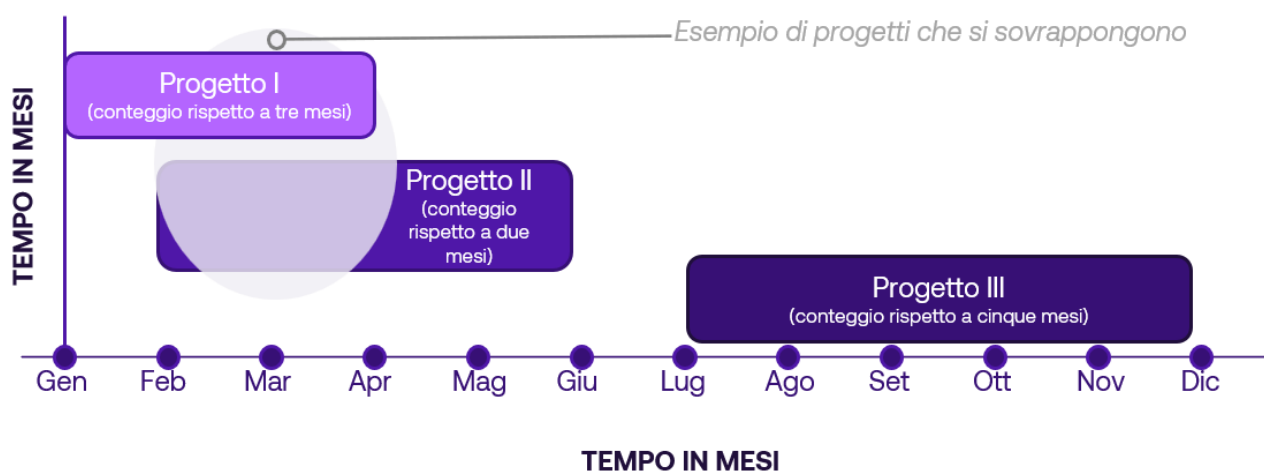 Esempio di progetti che si sovrappongono
Progetto I
(conteggio rispetto a tre mesi)
TEMPO IN MESI
Progetto II
(conteggio
rispetto a due
mesi)
Progetto III
(conteggio rispetto a cinque mesi)
Gen Feb Mar Apr Mag Giu Lug Ago Set Ott Nov Dic
TEMPO IN MESI